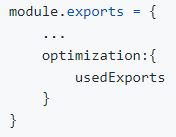 module.exports = {
    ...
    optimization:{
        usedExports
    }
}